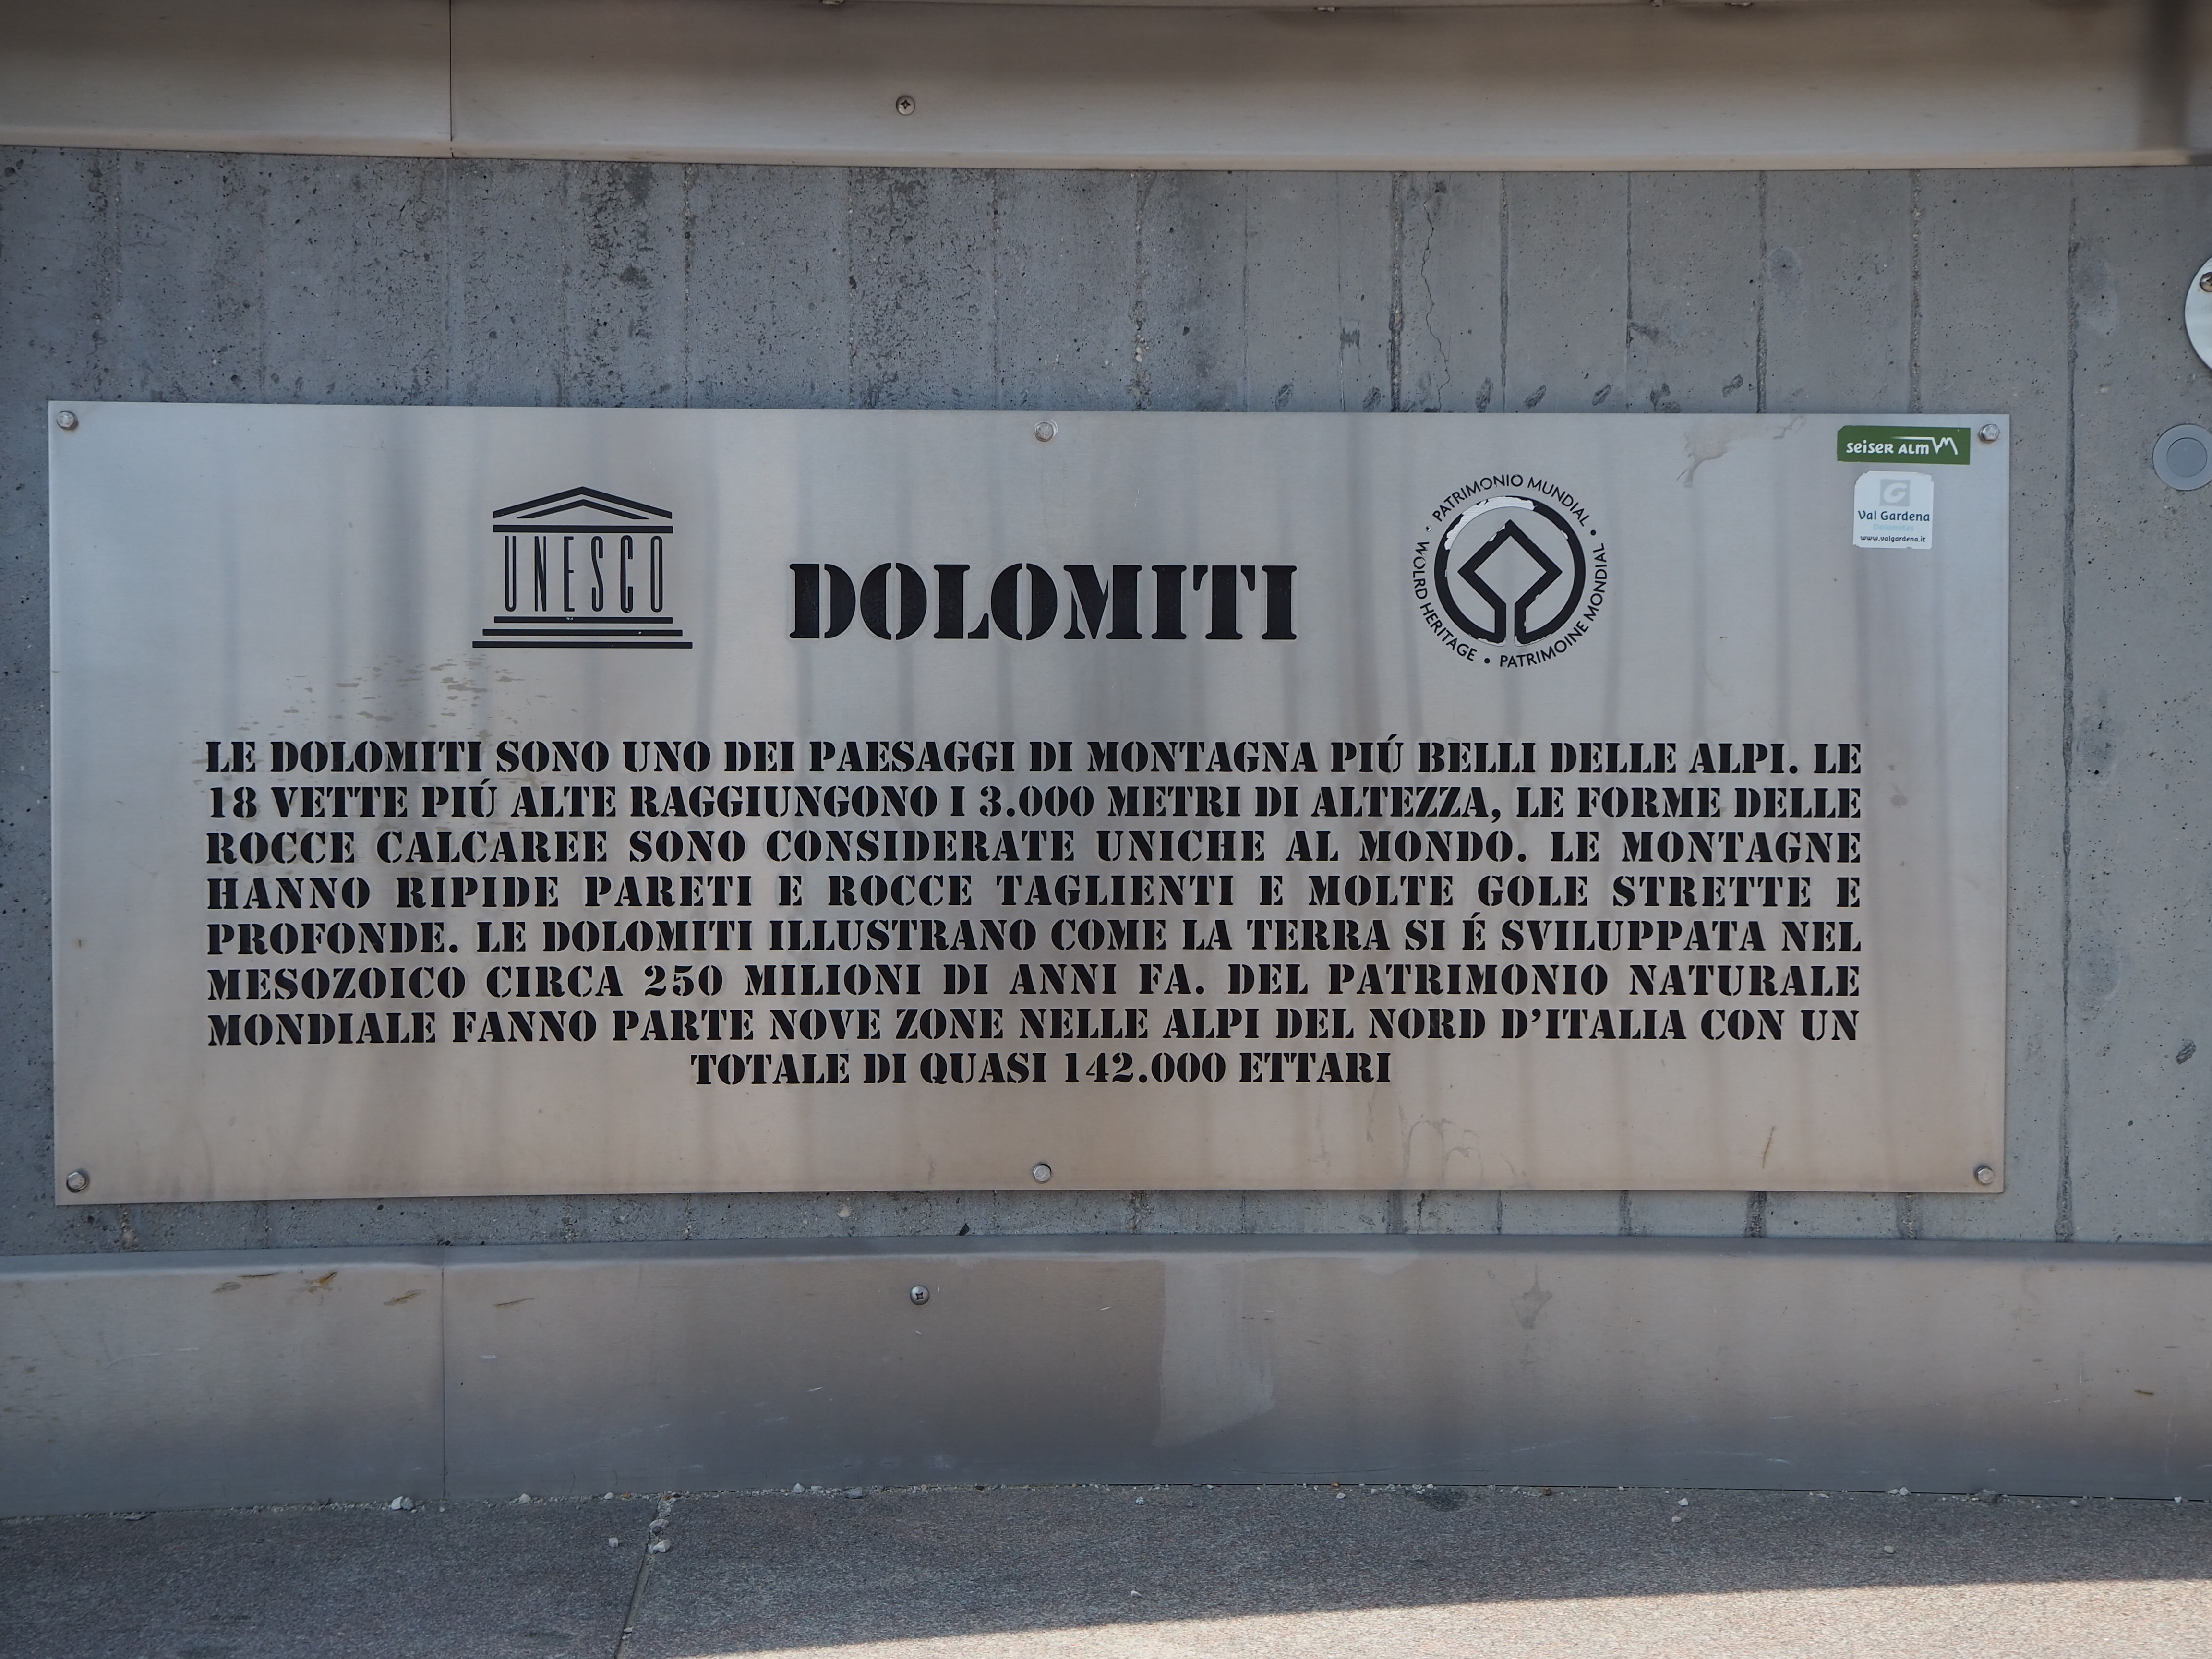 UNESCO
DOLOMITI
PATRIMONIO MUNDIAL • PATRIMOINE MONDIAL • WOLRD HERITAGE •
SEISER ALM
G
Val Gardena
Dolomites
www.valgardena.it
LE DOLOMITI SONO UNO DEI PAESAGGI DI MONTAGNA PIÚ BELLI DELLE ALPI. LE
18 VETTE PIÚ ALTE RAGGIUNGONO I 3.000 METRI DI ALTEZZA, LE FORME DELLE
ROCCE CALCAREE SONO CONSIDERATE UNICHE AL MONDO. LE MONTAGNE
HANNO RIPIDE PARETI E ROCCE TAGLIENTI E MOLTE GOLE STRETTE E
PROFONDE. LE DOLOMITI ILLUSTRANO COME LA TERRA SI É SVILUPPATA NEL
MESOZOICO CIRCA 250 MILIONI DI ANNI FA. DEL PATRIMONIO NATURALE
MONDIALE FANNO PARTE NOVE ZONE NELLE ALPI DEL NORD D’ITALIA CON UN
TOTALE DI QUASI 142.000 ETTARI